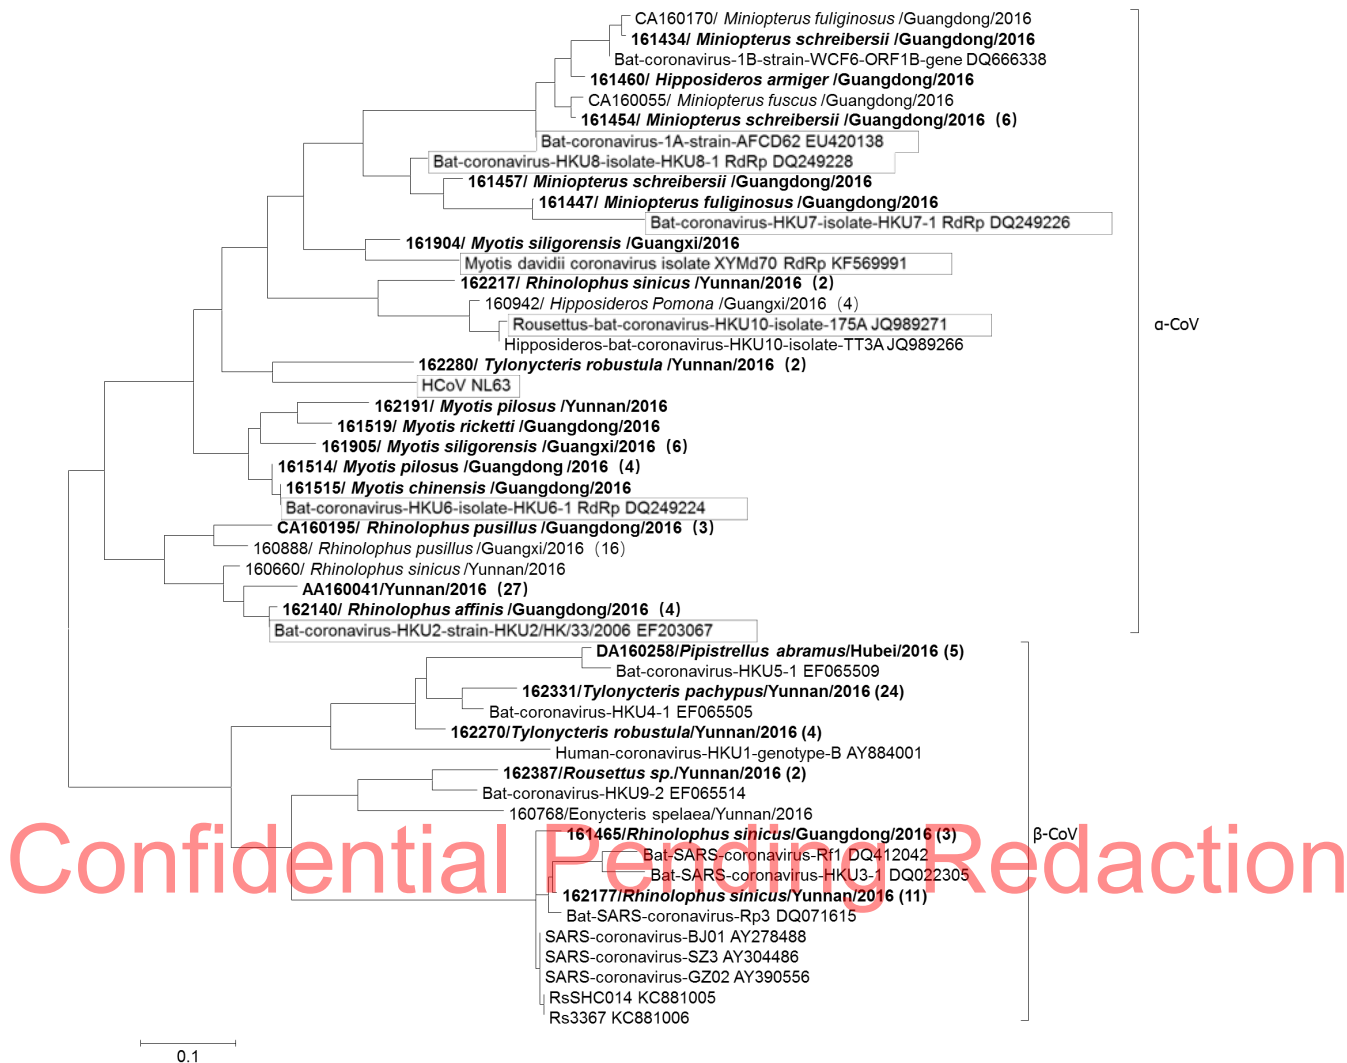 CA160170/ Miniopterus fuliginosus /Guangdong/2016
161434/ Miniopterus schreibersii /Guangdong/2016
Bat-coronavirus-1B-strain-WCF6-ORF1B-gene DQ666338
161460/ Hipposideros armiger /Guangdong/2016
CA160055/ Miniopterus fuscus /Guangdong/2016
161454/ Miniopterus schreibersii /Guangdong/2016（6）
Bat-coronavirus-1A-strain-AFCD62 EU420138
Bat-coronavirus-HKU8-isolate-HKU8-1 RdRp DQ249228
161457/ Miniopterus schreibersii /Guangdong/2016
161447/ Miniopterus fuliginosus /Guangdong/2016
Bat-coronavirus-HKU7-isolate-HKU7-1 RdRp DQ249226
161904/ Myotis siligorensis /Guangxi/2016
Myotis davidii coronavirus isolate XYMd70 RdRp KF569991
162217/ Rhinolophus sinicus /Yunnan/2016（2）
160942/ Hipposideros Pomona /Guangxi/2016（4）
Rousettus-bat-coronavirus-HKU10-isolate-175A JQ989271
α-CoV
Hipposideros-bat-coronavirus-HKU10-isolate-TT3A JQ989266
162280/ Tylonycteris robustula /Yunnan/2016（2）
HCoV NL63
162191/ Myotis pilosus /Yunnan/2016
161519/ Myotis ricketti /Guangdong/2016
161905/ Myotis siligorensis /Guangxi/2016（6）
161514/ Myotis pilosus /Guangdong /2016（4）
161515/ Myotis chinensis /Guangdong/2016
Bat-coronavirus-HKU6-isolate-HKU6-1 RdRp DQ249224
CA160195/ Rhinolophus pusillus /Guangdong/2016（3）
160888/ Rhinolophus pusillus /Guangxi/2016（16）
160660/ Rhinolophus sinicus /Yunnan/2016
AA160041/Yunnan/2016（27）
162140/ Rhinolophus affinis /Guangdong/2016（4）
Bat-coronavirus-HKU2-strain-HKU2/HK/33/2006 EF203067
DA160258/Pipistrellus abramus/Hubei/2016 (5)
Bat-coronavirus-HKU5-1 EF065509
162331/Tylonycteris pachypus/Yunnan/2016 (24)
Bat-coronavirus-HKU4-1 EF065505
162270/Tylonycteris robustula/Yunnan/2016 (4)
Human-coronavirus-HKU1-genotype-B AY884001
162387/Rousettus sp./Yunnan/2016 (2)
Bat-coronavirus-HKU9-2 EF065514
160768/Eonycteris spelaea/Yunnan/2016
161465/Rhinolophus sinicus/Guangdong/2016 (3)
β-CoV
Confidential Pending Redaction
Bat-SARS-coronavirus-Rf1 DQ412042
Bat-SARS-coronavirus-HKU3-1 DQ022305
162177/Rhinolophus sinicus/Yunnan/2016 (11)
Bat-SARS-coronavirus-Rp3 DQ071615
SARS-coronavirus-BJ01 AY278488
SARS-coronavirus-SZ3 AY304486
SARS-coronavirus-GZ02 AY390556
RsSHC014 KC881005
Rs3367 KC881006
0.1